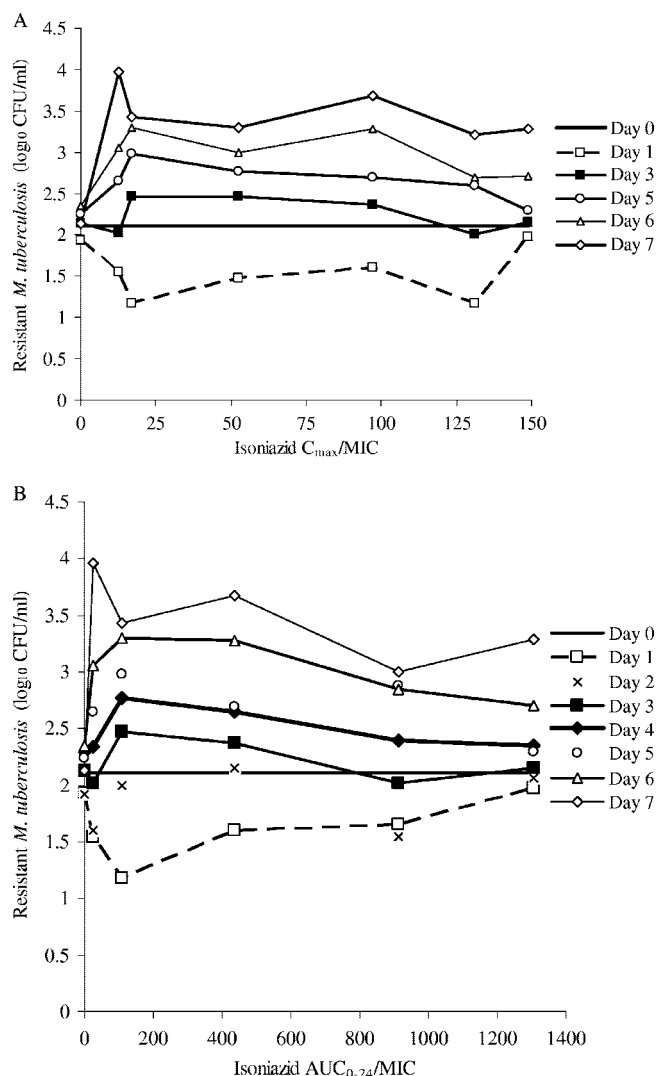 A
Resistant M. tuberculosis (log10 CFU/ml)
4.5
4
3.5
3
2.5
2
1.5
1
0.5
0
0 25 50 75 100 125 150
Isoniazid Cmax/MIC
Day 0
Day 1
Day 3
Day 5
Day 6
Day 7
B
Resistant M. tuberculosis (log10 CFU/ml)
4.5
4
3.5
3
2.5
2
1.5
1
0.5
0
0 200 400 600 800 1000 1200 1400
Isoniazid AUC0-24/MIC
Day 0
Day 1
Day 2
Day 3
Day 4
Day 5
Day 6
Day 7